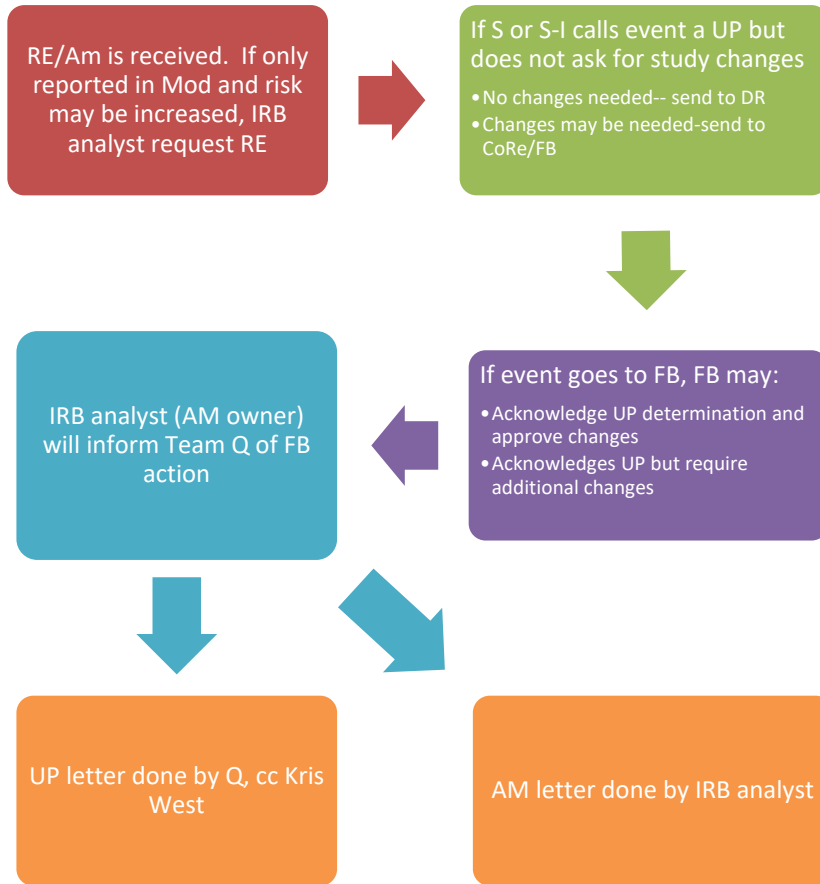 RE/Am is received.  If only
reported in Mod and risk
may be increased, IRB
analyst request RE
If S or S-I calls event a UP but
does not ask for study changes
•No changes needed-- send to DR
•Changes may be needed-send to
CoRe/FB
If event goes to FB, FB may:
•Acknowledge UP determination and
approve changes
•Acknowledges UP but require
additional changes
IRB analyst (AM owner)
will inform Team Q of FB
action
UP letter done by Q, cc Kris
West
AM letter done by IRB analyst